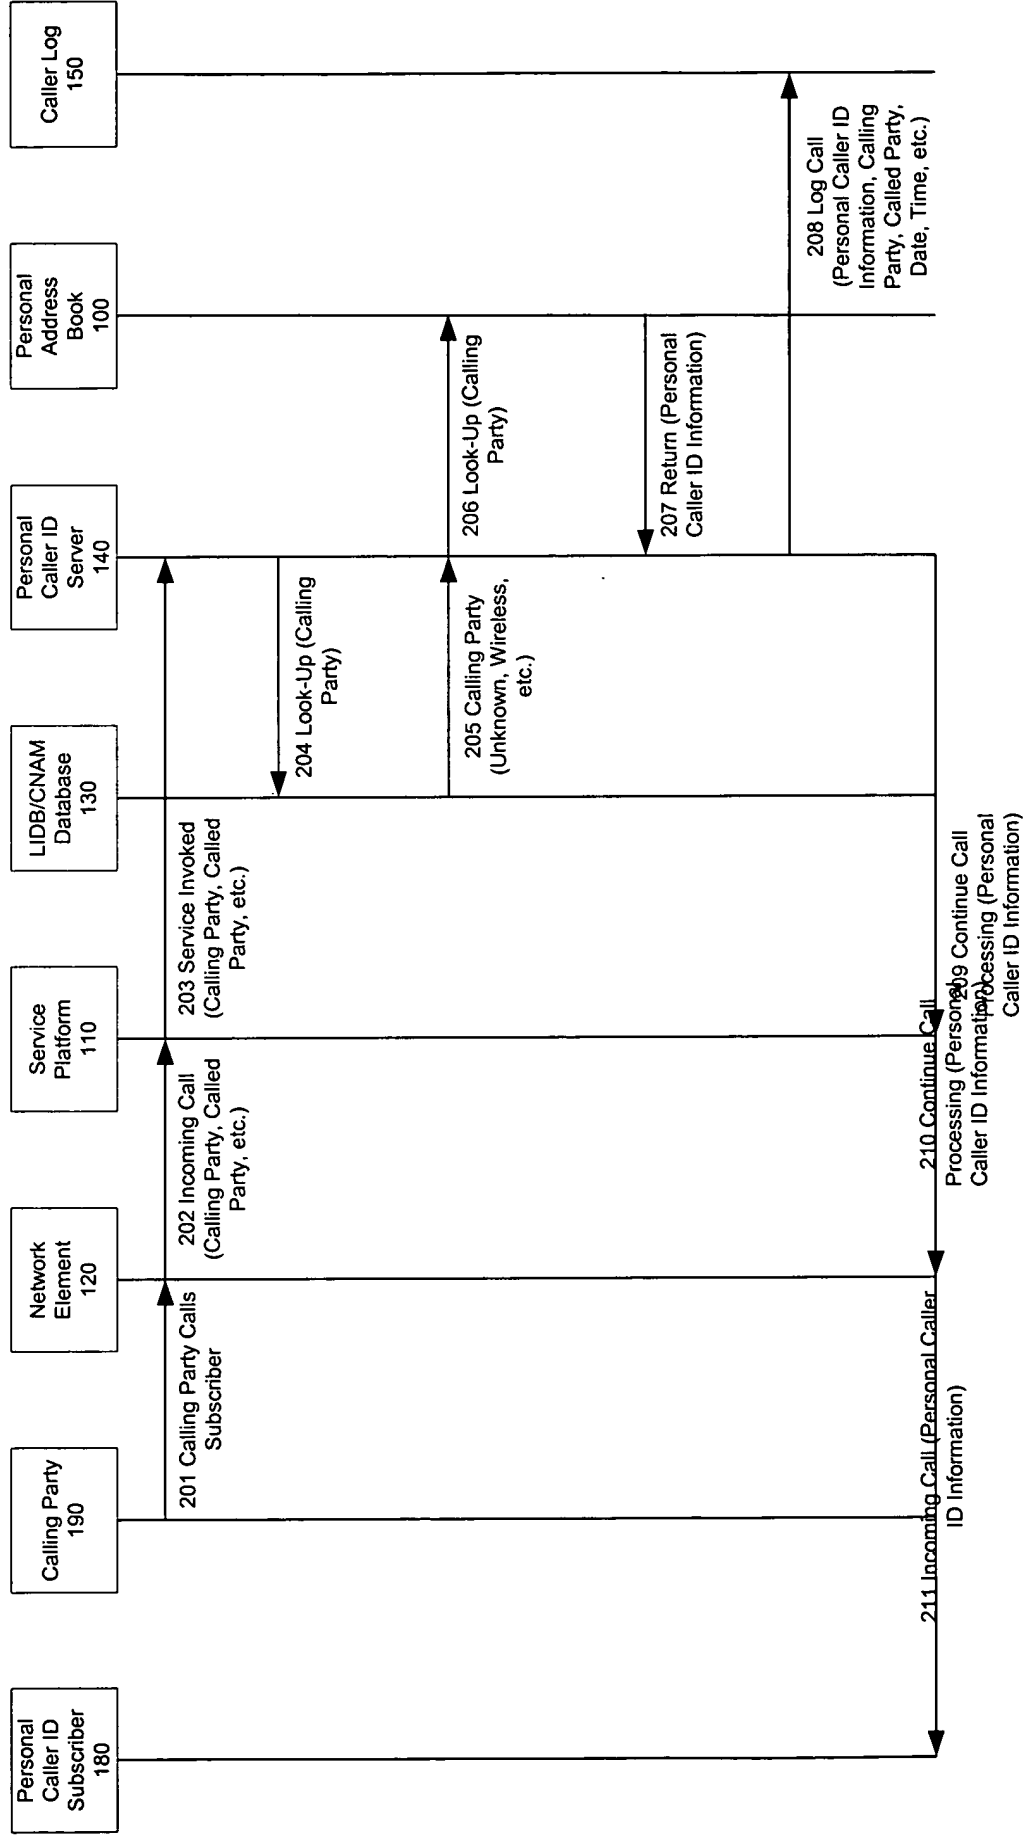 Personal
Caller ID
Subscriber
180
Calling Party
190
Network
Element
120
Service
Platform
110
LIDB/CNAM
Database
130
Personal
Caller ID
Server
140
Personal
Address
Book
100
Caller Log
150
201 Calling Party Calls
Subscriber
202 Incoming Call
(Calling Party, Called
Party, etc.)
203 Service Invoked
(Calling Party, Called
Party, etc.)
204 Look-Up (Calling
Party)
205 Calling Party
(Unknown, Wireless,
etc.)
206 Look-Up (Calling
Party)
207 Return (Personal
Caller ID Information)
208 Log Call
(Personal Caller ID
Information, Calling
Party, Called Party,
Date, Time, etc.)
209 Continue Call
Processing (Personal
Caller ID Information)
210 Continue Call
Processing (Personal
Caller ID Information)
211 Incoming Call (Personal Caller
ID Information)